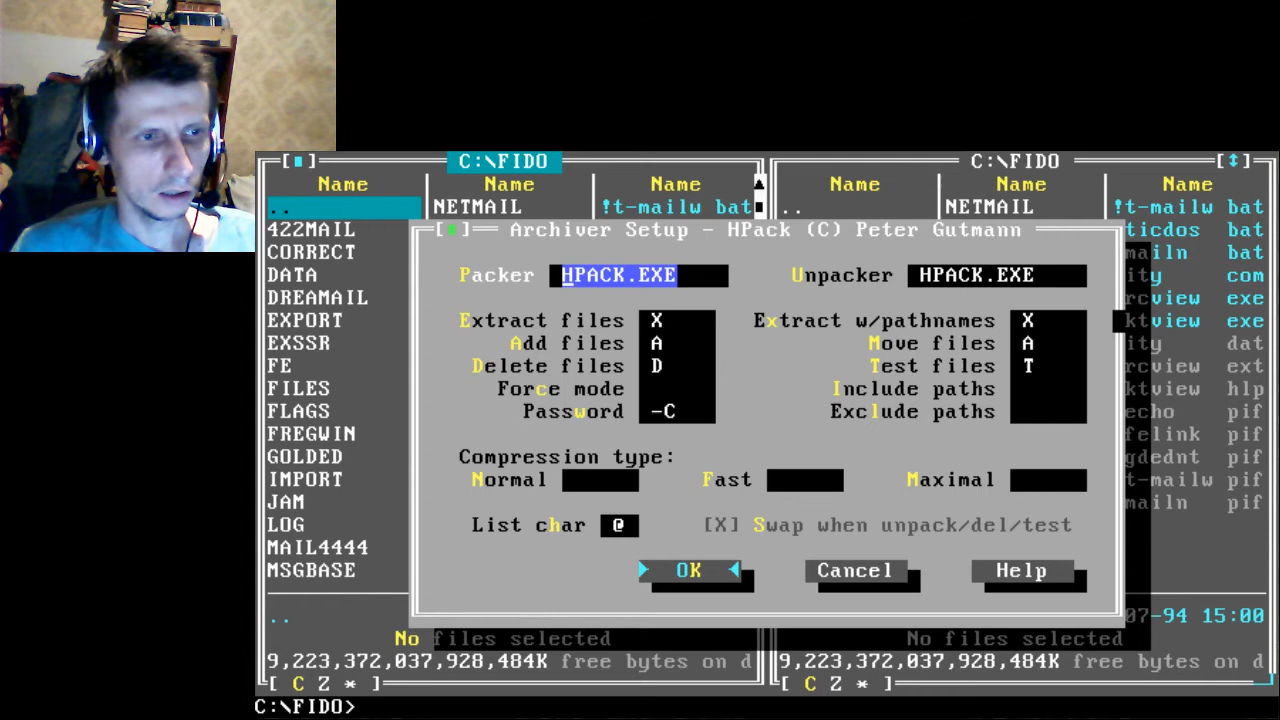 [■] C:\FIDO C:\FIDO [↕]
Name Name Name Name Name Name
.. NETMAIL !t-mailw bat .. NETMAIL !t-mailw bat
422MAIL [■] Archiver Setup - HPack (C) Peter Gutmann ticdos bat
CORRECT mailn bat
DATA Packer HPACK.EXE Unpacker HPACK.EXE ity com
DREAMAIL rcview exe
EXPORT Extract files X Extract w/pathnames X ktview exe
EXSSR Add files A Move files A ity dat
FE Delete files D Test files T rcview ext
FILES Force mode Include paths ktview hlp
FLAGS Password -C Exclude paths echo pif
FREGWIN felink pif
GOLDED Compression type: gdednt pif
IMPORT Normal Fast Maximal t-mailw pif
JAM mailn pif
LOG List char @ [X] Swap when unpack/del/test
MAIL4444
MSGBASE OK Cancel Help
.. 07-94 15:00
No files selected No files selected
9,223,372,037,928,484K free bytes on d 9,223,372,037,928,484K free bytes on d
[ C Z * ] [ C Z * ]
C:\FIDO>